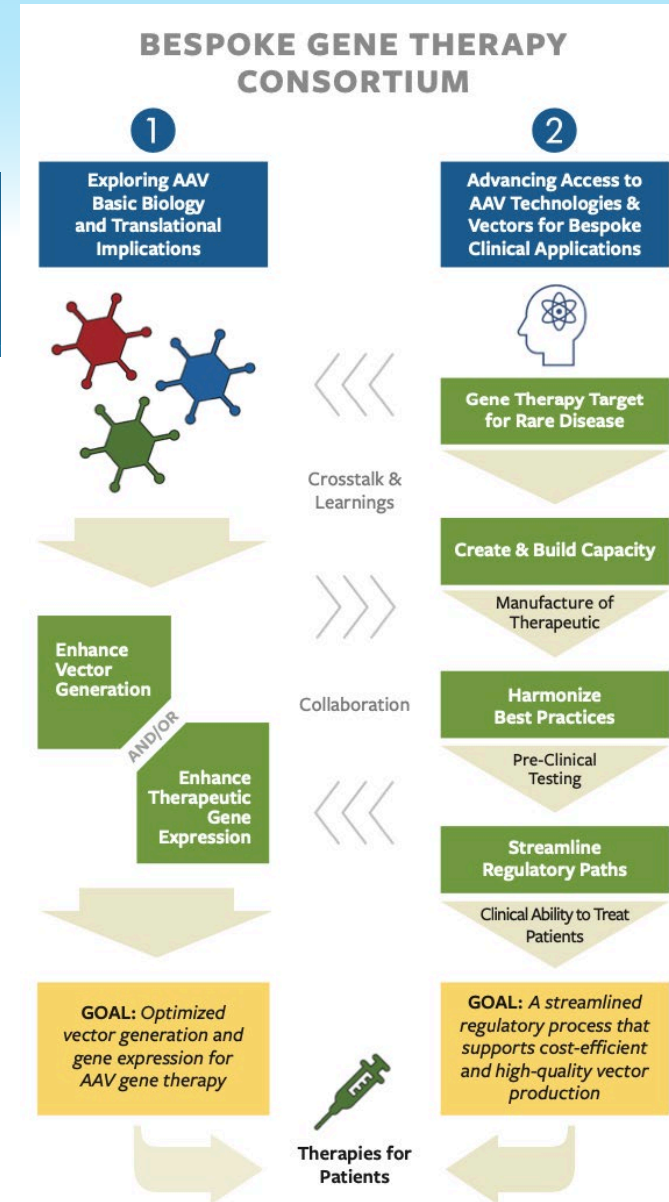 BESPOKE GENE THERAPY
CONSORTIUM
1
Exploring AAV
Basic Biology
and Translational
Implications
Enhance
Vector
Generation
AND/OR
Enhance
Therapeutic
Gene
Expression
GOAL: Optimized
vector generation and
gene expression for
AAV gene therapy
Crosstalk &
Learnings
Collaboration
2
Advancing Access to
AAV Technologies &
Vectors for Bespoke
Clinical Applications
Gene Therapy Target
for Rare Disease
Create & Build Capacity
Manufacture of
Therapeutic
Harmonize
Best Practices
Pre-Clinical
Testing
Streamline
Regulatory Paths
Clinical Ability to Treat
Patients
GOAL: A streamlined
regulatory process that
supports cost-efficient
and high-quality vector
production
Therapies for
Patients